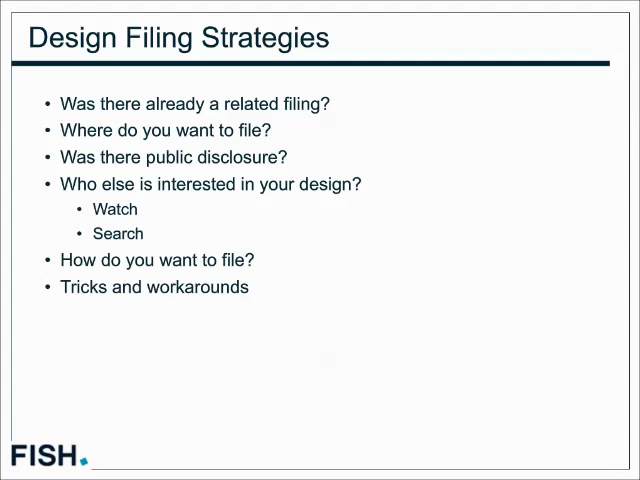 Design Filing Strategies
• Was there already a related filing?
• Where do you want to file?
• Was there public disclosure?
• Who else is interested in your design?
• Watch
• Search
• How do you want to file?
• Tricks and workarounds
FISH.